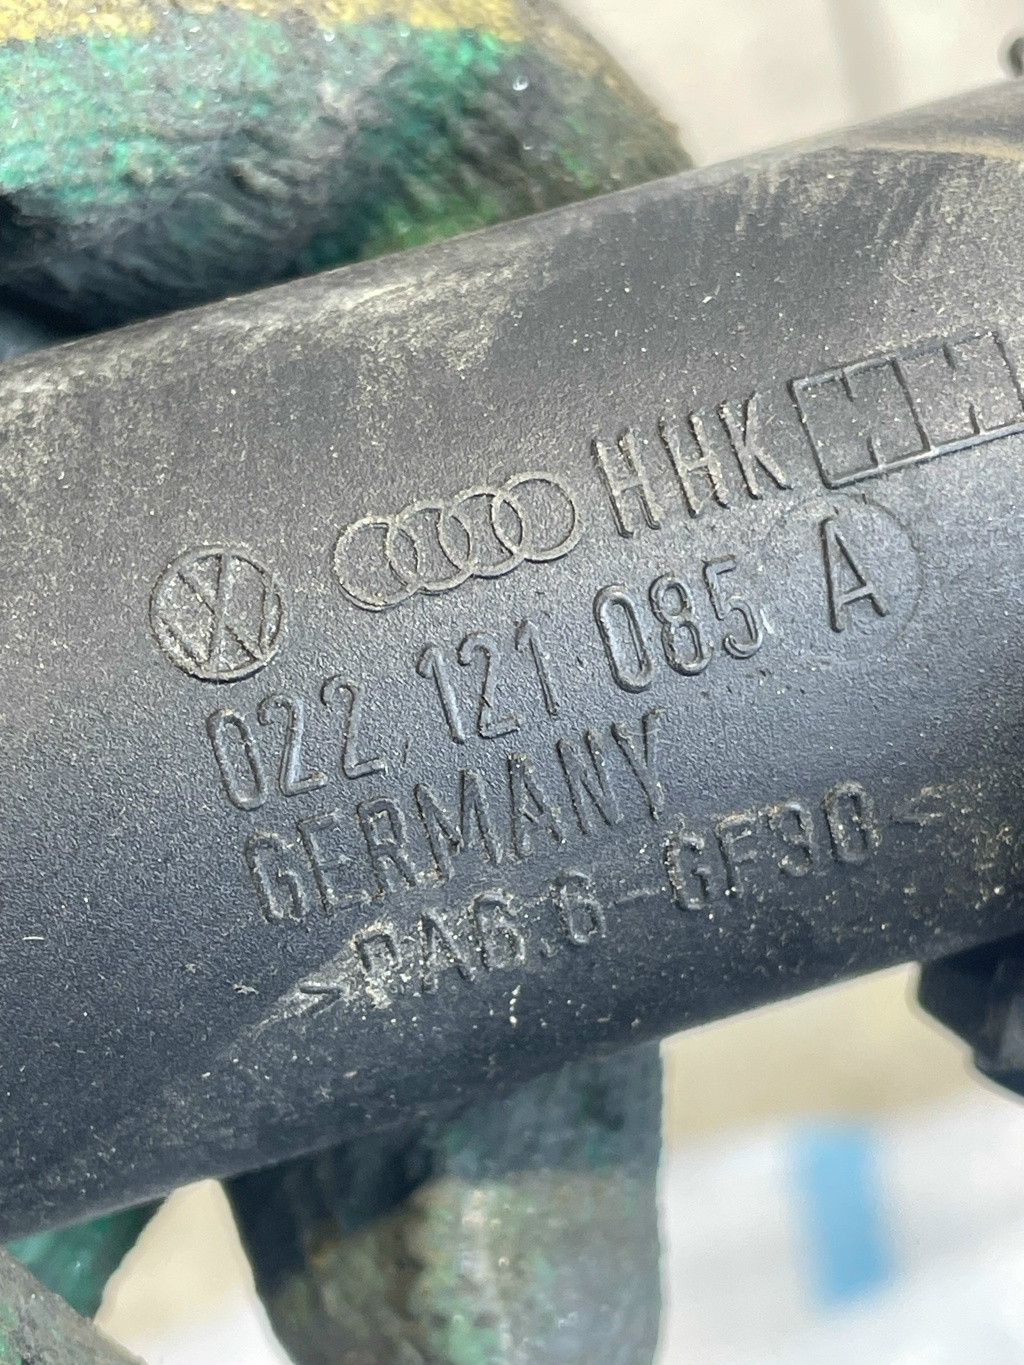 HHK
022 121 085 A
GERMANY
>PA6.6-GF30<